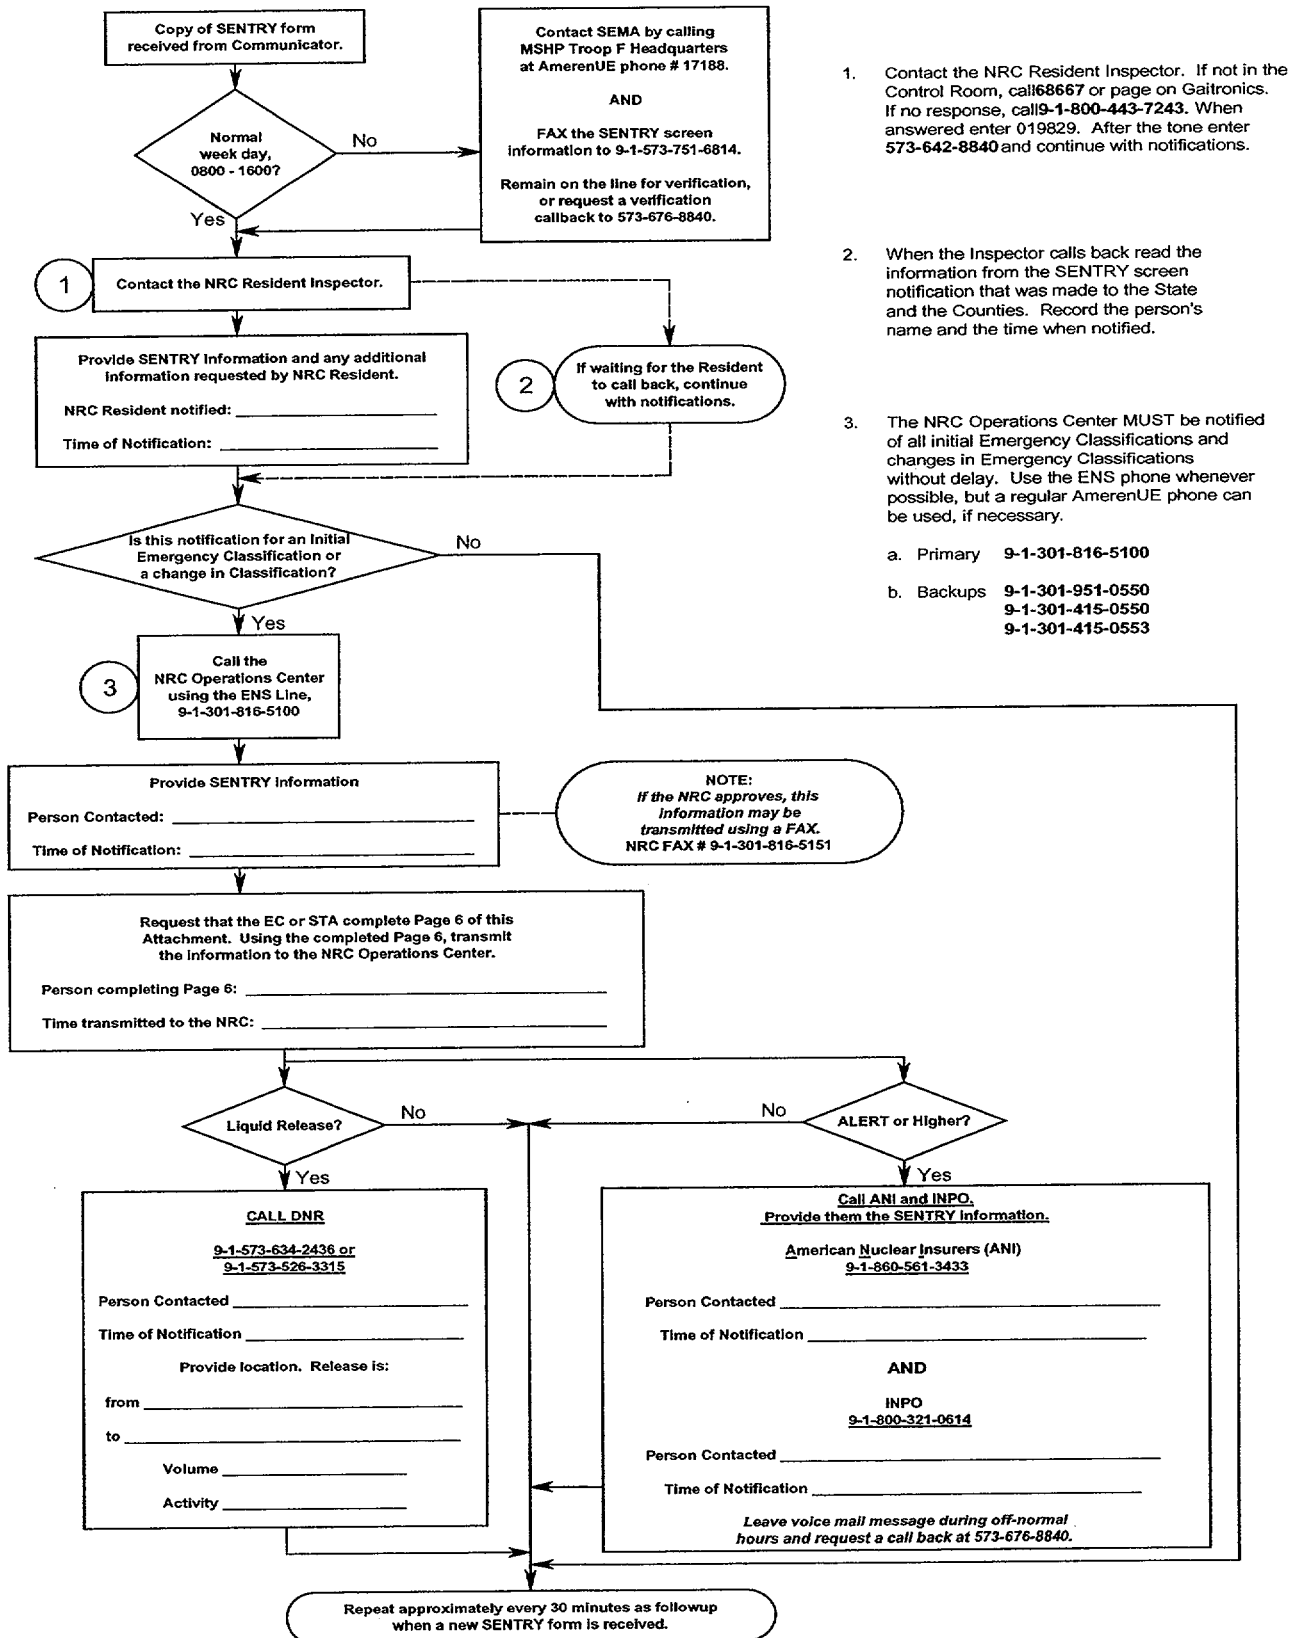 Copy of SENTRY form
received from Communicator.
Normal
week day,
0800 - 1600?
No
Yes
Contact SEMA by calling
MSHP Troop F Headquarters
at AmerenUE phone # 17188.
AND
FAX the SENTRY screen
information to 9-1-573-751-6814.
Remain on the line for verification,
or request a verification
callback to 573-676-8840.
1
Contact the NRC Resident Inspector.
Provide SENTRY Information and any additional
information requested by NRC Resident.
NRC Resident notified:
Time of Notification:
2
If waiting for the Resident
to call back, continue
with notifications.
Is this notification for an Initial
Emergency Classification or
a change in Classification?
No
Yes
3
Call the
NRC Operations Center
using the ENS Line,
9-1-301-816-5100
Provide SENTRY Information
Person Contacted:
Time of Notification:
NOTE:
If the NRC approves, this
information may be
transmitted using a FAX.
NRC FAX # 9-1-301-816-5151
Request that the EC or STA complete Page 6 of this
Attachment. Using the completed Page 6, transmit
the information to the NRC Operations Center.
Person completing Page 6:
Time transmitted to the NRC:
Liquid Release?
No
Yes
No
ALERT or Higher?
Yes
CALL DNR
9-1-573-634-2436 or
9-1-573-526-3315
Person Contacted
Time of Notification
Provide location. Release is:
from
to
Volume
Activity
Call ANI and INPO.
Provide them the SENTRY Information.
American Nuclear Insurers (ANI)
9-1-860-561-3433
Person Contacted
Time of Notification
AND
INPO
9-1-800-321-0614
Person Contacted
Time of Notification
Leave voice mail message during off-normal
hours and request a call back at 573-676-8840.
Repeat approximately every 30 minutes as followup
when a new SENTRY form is received.
1. Contact the NRC Resident Inspector. If not in the
Control Room, call68667 or page on Gaitronics.
If no response, call9-1-800-443-7243. When
answered enter 019829. After the tone enter
573-642-8840 and continue with notifications.
2. When the Inspector calls back read the
information from the SENTRY screen
notification that was made to the State
and the Counties. Record the person's
name and the time when notified.
3. The NRC Operations Center MUST be notified
of all initial Emergency Classifications and
changes in Emergency Classifications
without delay. Use the ENS phone whenever
possible, but a regular AmerenUE phone can
be used, if necessary.
a. Primary 9-1-301-816-5100
b. Backups 9-1-301-951-0550
9-1-301-415-0550
9-1-301-415-0553